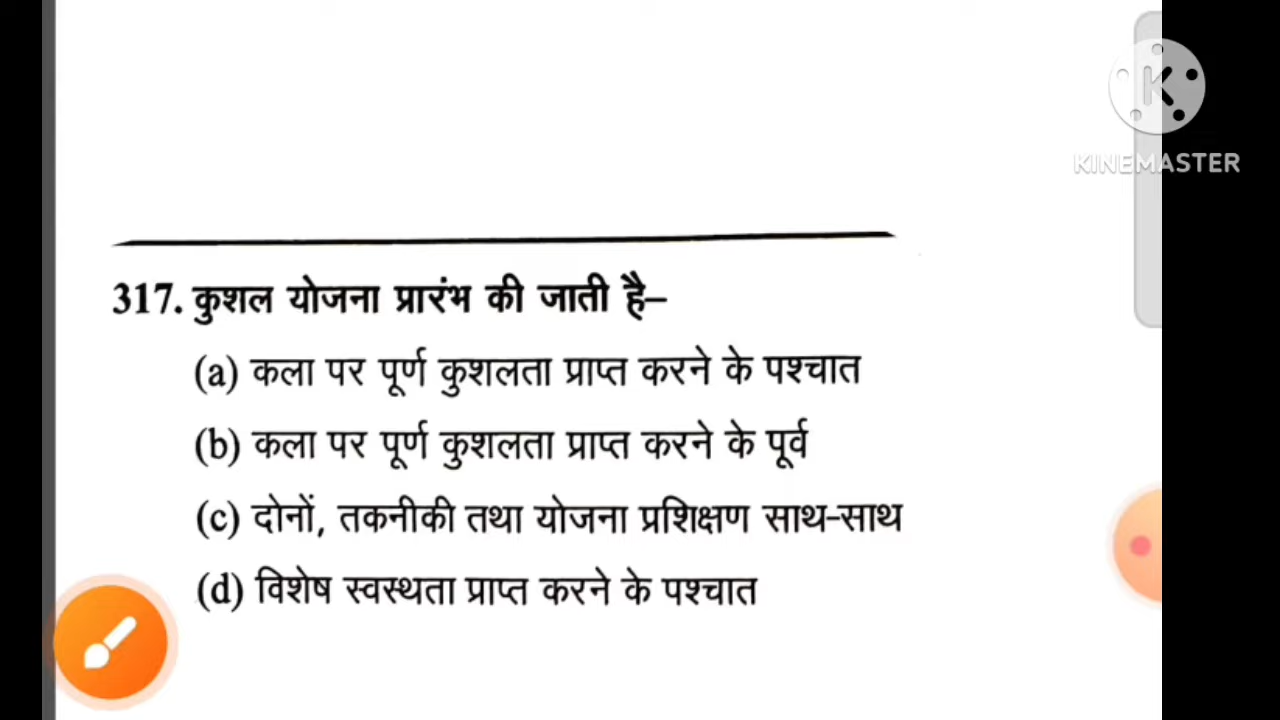 KINEMASTER
317. कुशल योजना प्रारंभ की जाती है–
(a) कला पर पूर्ण कुशलता प्राप्त करने के पश्चात
(b) कला पर पूर्ण कुशलता प्राप्त करने के पूर्व
(c) दोनों, तकनीकी तथा योजना प्रशिक्षण साथ-साथ
(d) विशेष स्वस्थता प्राप्त करने के पश्चात